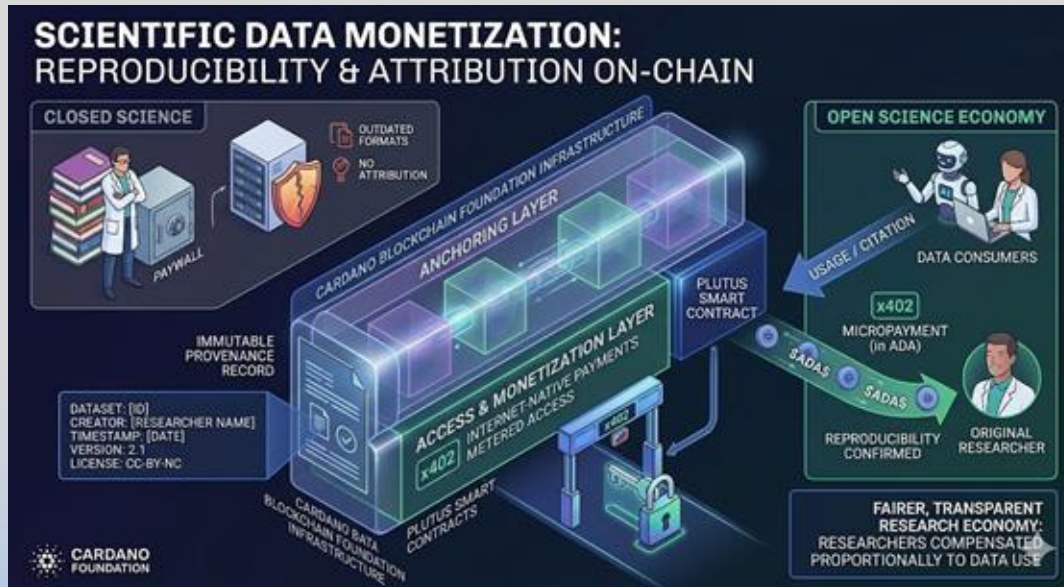 SCIENTIFIC DATA MONETIZATION:
REPRODUCIBILITY & ATTRIBUTION ON-CHAIN
CLOSED SCIENCE
OUTDATED
FORMATS
NO
ATTRIBUTION
PAYWALL
CARDANO BLOCKCHAIN FOUNDATION INFRASTRUCTURE
ANCHORING LAYER
PLUTUS
SMART
CONTRACT
ACCESS & MONETIZATION LAYER
x402
INTERNET-NATIVE PAYMENTS
METERED ACCESS
IMMUTABLE
PROVENANCE
RECORD
DATASET: [ID]
CREATOR: [RESEARCHER NAME]
TIMESTAMP: [DATE]
VERSION: 2.1
LICENSE: CC-BY-NC
CARDANO BATA
BLOCKCHAIN FOUNDATION
INFRASTRUCTURE
PLUTUS SMART
CONTRACTS
x402
OPEN SCIENCE ECONOMY
USAGE / CITATION
DATA CONSUMERS
x402
MICROPAYMENT
(in ADA)
$ADA$
$ADA$
REPRODUCIBILITY
CONFIRMED
ORIGINAL
RESEARCHER
FAIRER, TRANSPARENT
RESEARCH ECONOMY:
RESEARCHERS COMPENSATED
PROPORTIONALLY TO DATA USE
CARDANO
FOUNDATION